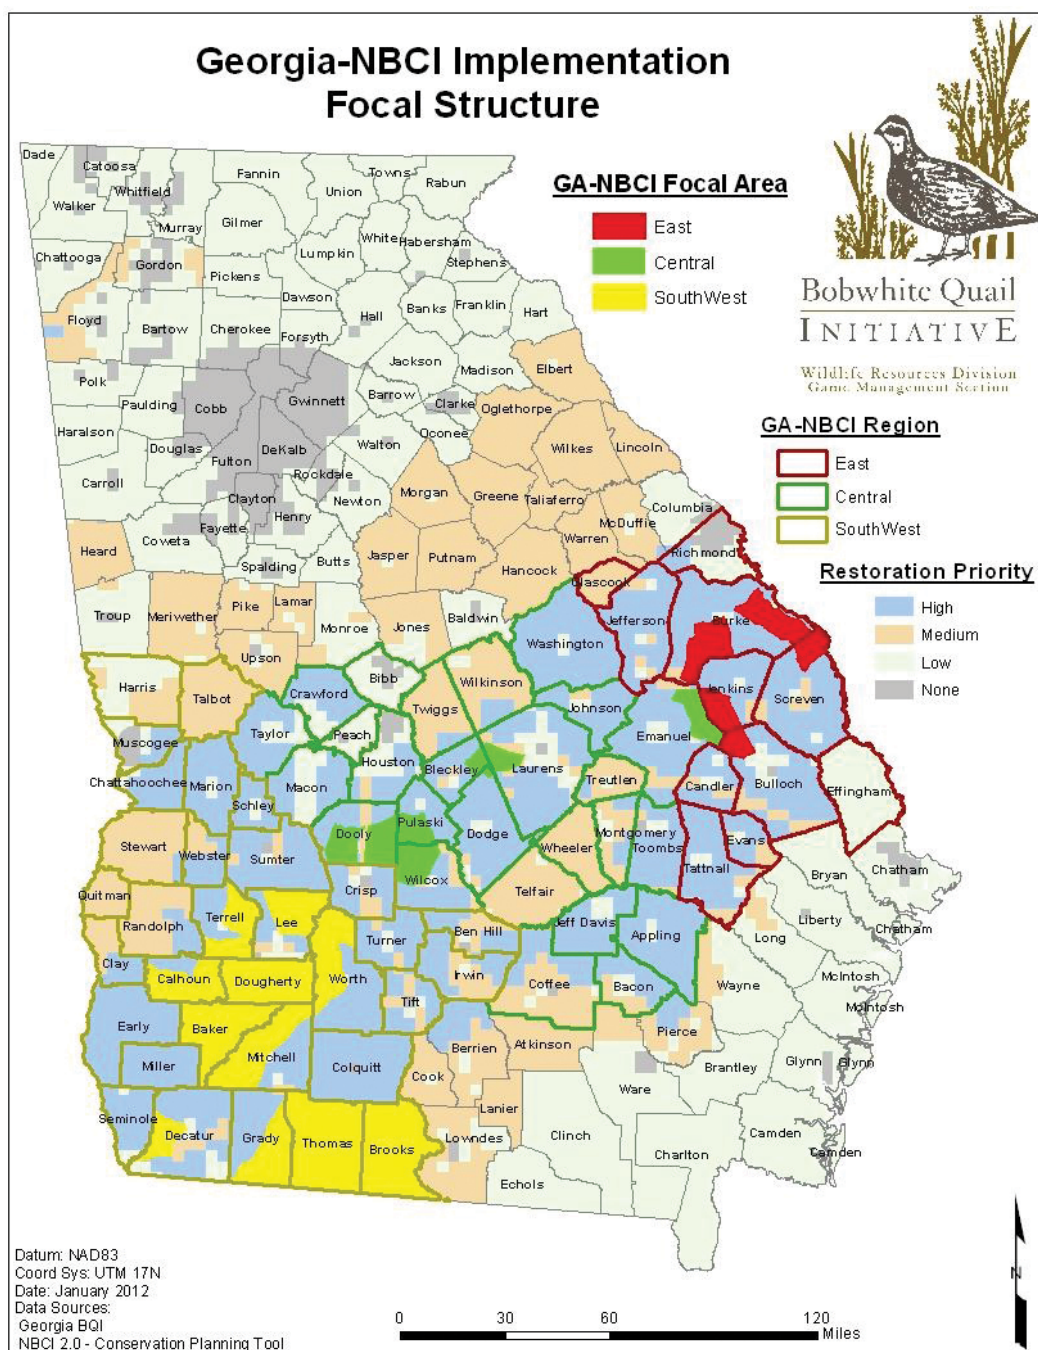 Georgia-NBCI Implementation
Focal Structure
GA-NBCI Focal Area
East
Central
SouthWest
Bobwhite Quail
INITIATIVE
Wildlife Resources Division
Game Management Section
GA-NBCI Region
East
Central
SouthWest
Restoration Priority
High
Medium
Low
None
Dade
Catoosa
Whitfield
Walker
Murray
Fannin
Union
Towns
Rabun
Gilmer
White
Habersham
Lumpkin
Stephens
Chattooga
Gordon
Pickens
Dawson
Floyd
Bartow
Cherokee
Forsyth
Hall
Banks
Franklin
Hart
Polk
Paulding
Cobb
Gwinnett
Jackson
Madison
Elbert
Barrow
Clarke
Oglethorpe
Haralson
Douglas
Fulton
DeKalb
Walton
Oconee
Wilkes
Lincoln
Carroll
Clayton
Rockdale
Newton
Morgan
Greene
Taliaferro
Columbia
McDuffie
Fayette
Henry
Coweta
Warren
Richmond
Heard
Spalding
Butts
Jasper
Putnam
Hancock
Glascock
Troup
Meriwether
Pike
Lamar
Monroe
Jones
Baldwin
Washington
Jefferson
Burke
Upson
Harris
Talbot
Crawford
Bibb
Wilkinson
Twiggs
Johnson
Jenkins
Screven
Muscogee
Taylor
Peach
Houston
Bleckley
Laurens
Emanuel
Chattahoochee
Marion
Macon
Treutlen
Candler
Bulloch
Effingham
Schley
Dooly
Pulaski
Dodge
Montgomery
Toombs
Evans
Stewart
Webster
Sumter
Wheeler
Tattnall
Bryan
Chatham
Quitman
Crisp
Wilcox
Telfair
Randolph
Terrell
Lee
Ben Hill
Jeff Davis
Appling
Liberty
Long
Chatham
Turner
Clay
Calhoun
Dougherty
Worth
Irwin
Coffee
Bacon
Wayne
McIntosh
McIntosh
Tift
Early
Baker
Pierce
Miller
Mitchell
Colquitt
Berrien
Atkinson
Cook
Brantley
Glynn
Glynn
Ware
Seminole
Decatur
Grady
Thomas
Brooks
Lanier
Lowndes
Clinch
Charlton
Camden
Camden
Echols
Datum: NAD83
Coord Sys: UTM 17N
Date: January 2012
Data Sources:
Georgia BQI
NBCI 2.0 - Conservation Planning Tool
0 30 60 120
Miles
N